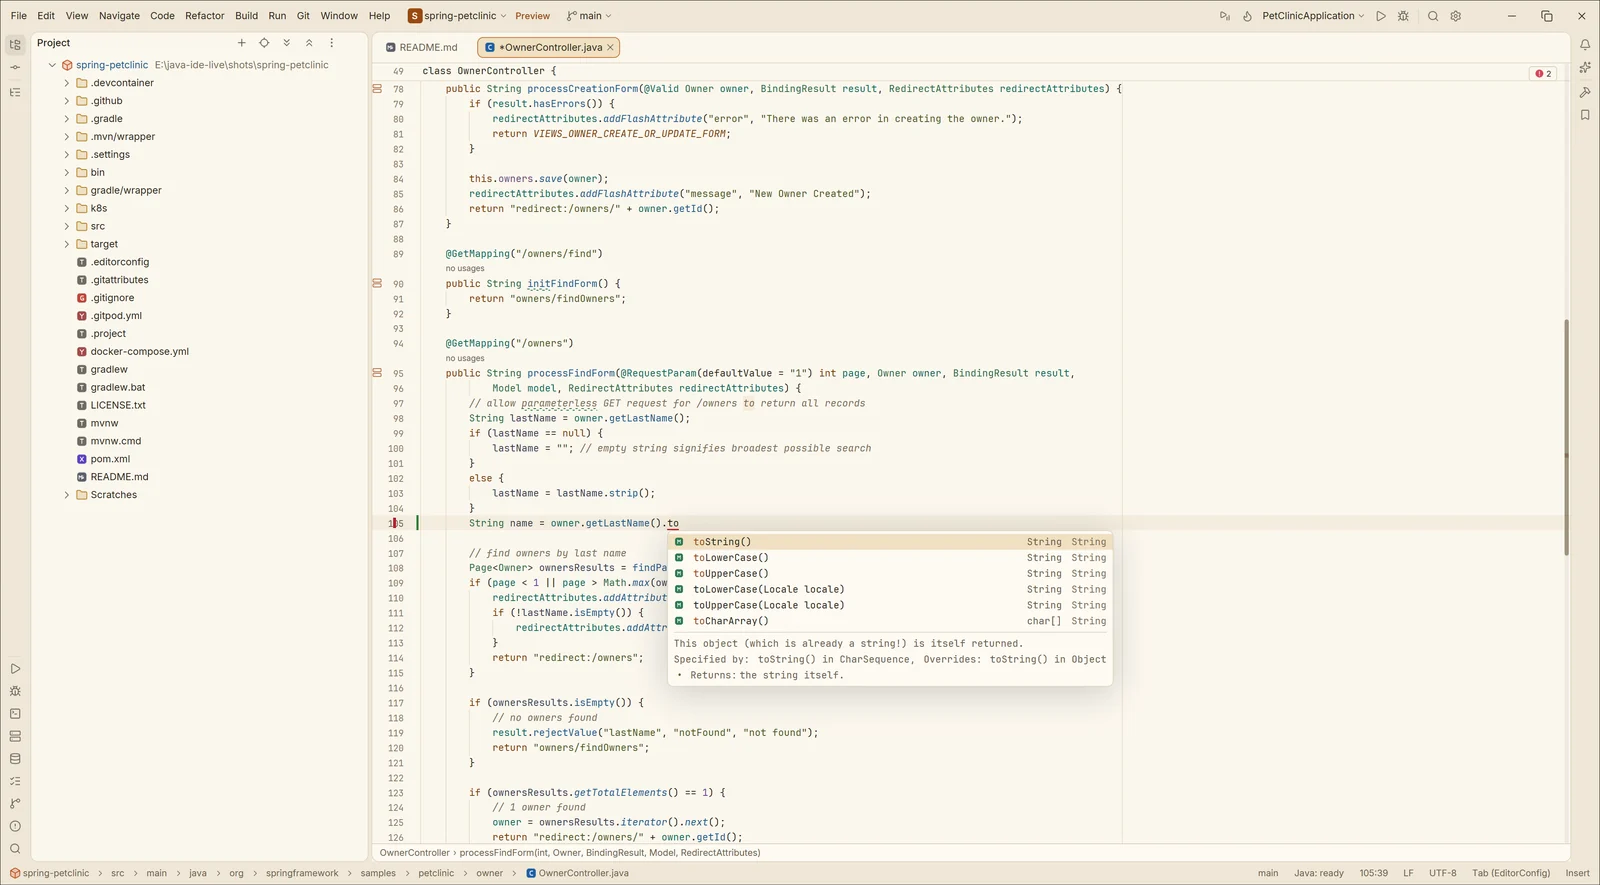 File Edit View Navigate Code Refactor Build Run Git Window Help S spring-petclinic Preview main PetClinicApplication
Project
spring-petclinic E:\java-ide-live\shots\spring-petclinic
.devcontainer
.github
.gradle
.mvn/wrapper
.settings
bin
gradle/wrapper
k8s
src
target
.editorconfig
.gitattributes
.gitignore
.gitpod.yml
.project
docker-compose.yml
gradlew
gradlew.bat
LICENSE.txt
mvnw
mvnw.cmd
pom.xml
README.md
Scratches
README.md *OwnerController.java
49 class OwnerController {
2
78 public String processCreationForm(@Valid Owner owner, BindingResult result, RedirectAttributes redirectAttributes) {
79 if (result.hasErrors()) {
80 redirectAttributes.addFlashAttribute("error", "There was an error in creating the owner.");
81 return VIEWS_OWNER_CREATE_OR_UPDATE_FORM;
82 }
83
84 this.owners.save(owner);
85 redirectAttributes.addFlashAttribute("message", "New Owner Created");
86 return "redirect:/owners/" + owner.getId();
87 }
88
89 @GetMapping("/owners/find")
no usages
90 public String initFindForm() {
91 return "owners/findOwners";
92 }
93
94 @GetMapping("/owners")
no usages
95 public String processFindForm(@RequestParam(defaultValue = "1") int page, Owner owner, BindingResult result,
96 Model model, RedirectAttributes redirectAttributes) {
97 // allow parameterless GET request for /owners to return all records
98 String lastName = owner.getLastName();
99 if (lastName == null) {
100 lastName = ""; // empty string signifies broadest possible search
101 }
102 else {
103 lastName = lastName.strip();
104 }
105 String name = owner.getLastName().to
106
107 // find owners by last name
108 Page<Owner> ownersResults = findPa
109 if (page < 1 || page > Math.max(ow
110 redirectAttributes.addAttribut
111 if (!lastName.isEmpty()) {
112 redirectAttributes.addAttr
113 }
114 return "redirect:/owners";
115 }
116
117 if (ownersResults.isEmpty()) {
118 // no owners found
119 result.rejectValue("lastName", "notFound", "not found");
120 return "owners/findOwners";
121 }
122
123 if (ownersResults.getTotalElements() == 1) {
124 // 1 owner found
125 owner = ownersResults.iterator().next();
126 return "redirect:/owners/" + owner.getId();
toString() String String
toLowerCase() String String
toUpperCase() String String
toLowerCase(Locale locale) String String
toUpperCase(Locale locale) String String
toCharArray() char[] String
This object (which is already a string!) is itself returned.
Specified by: toString() in CharSequence, Overrides: toString() in Object
• Returns: the string itself.
OwnerController › processFindForm(int, Owner, BindingResult, Model, RedirectAttributes)
spring-petclinic › src › main › java › org › springframework › samples › petclinic › owner › OwnerController.java main Java: ready 105:39 LF UTF-8 Tab (EditorConfig) Insert